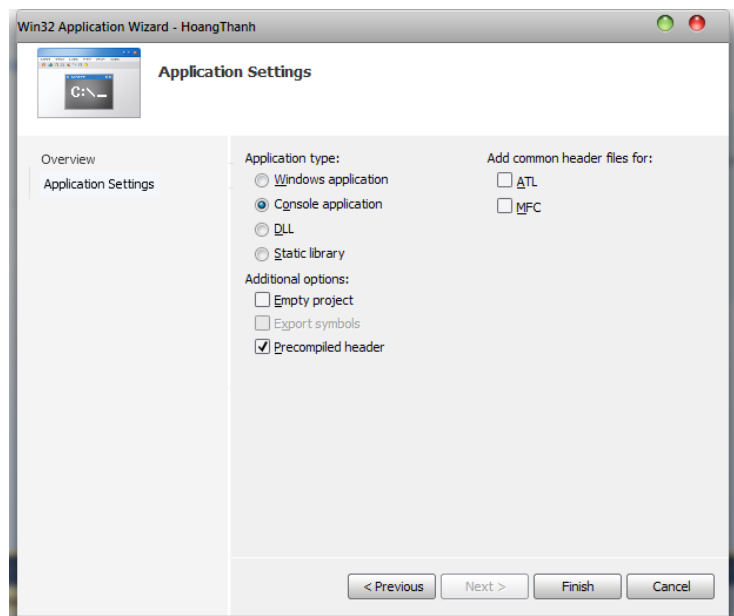 Win32 Application Wizard - HoangThanh
C:\_
Application Settings
Overview
Application Settings
Application type:
Windows application
Console application
DLL
Static library
Additional options:
Empty project
Export symbols
Precompiled header
Add common header files for:
ATL
MFC
< Previous
Next >
Finish
Cancel